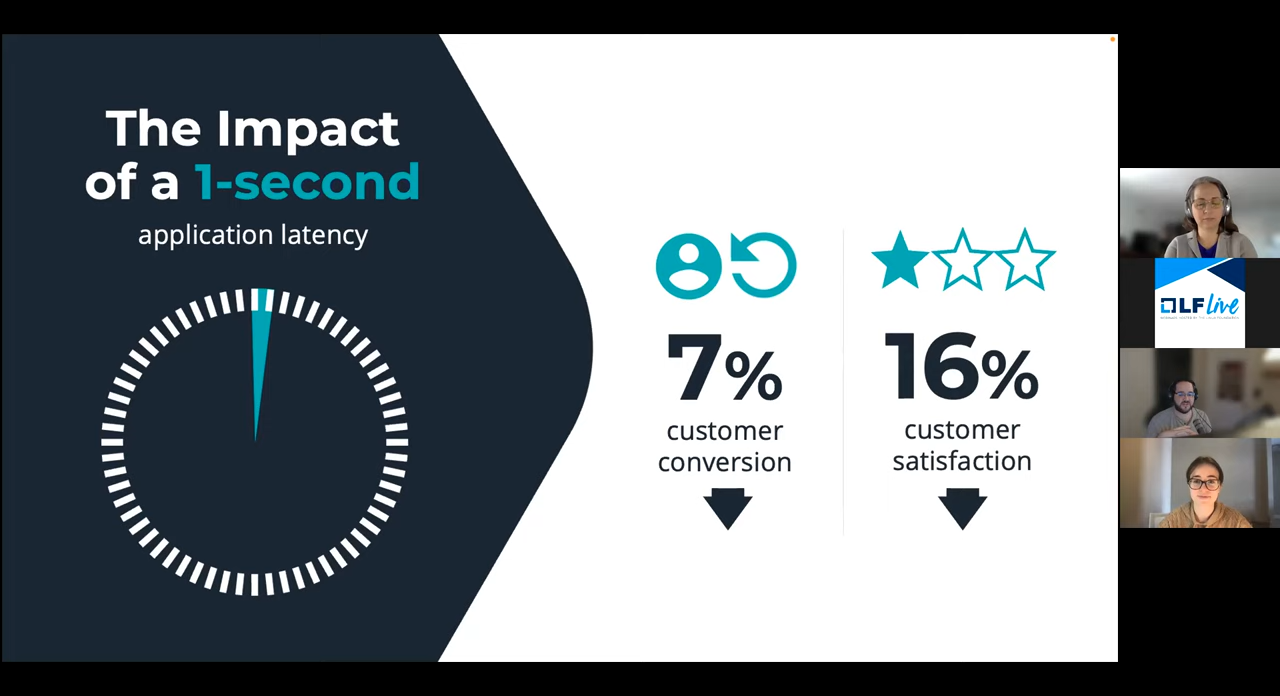 The Impact
of a 1-second
application latency
7%
customer
conversion
16%
customer
satisfaction
LF Live